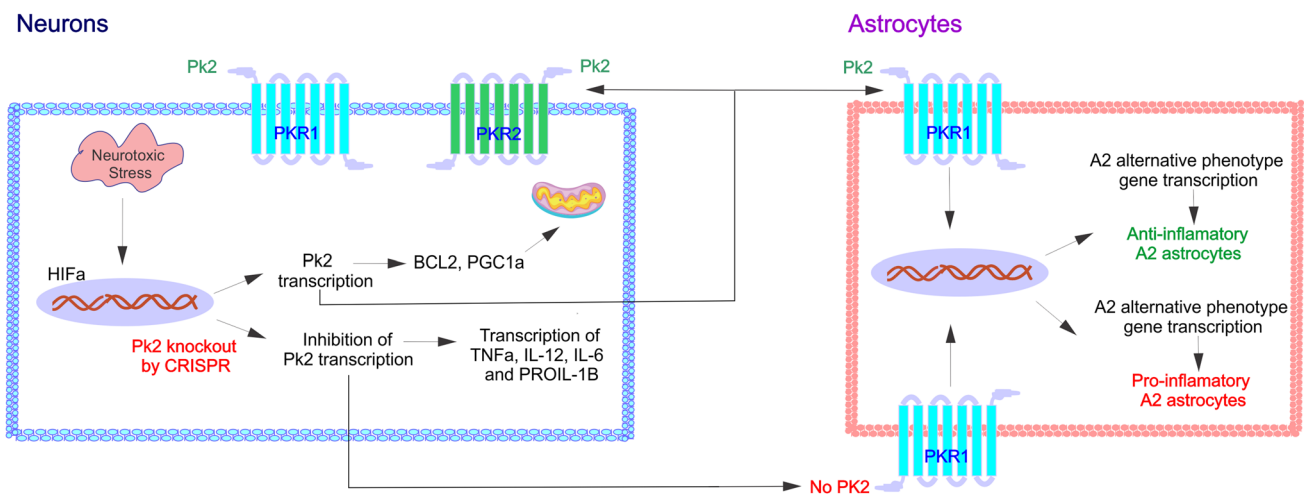 Neurons
Astrocytes
Pk2
Pk2
Pk2
PKR1
PKR2
PKR1
Neurotoxic
Stress
A2 alternative phenotype
gene transcription
Anti-inflamatory
A2 astrocytes
HIFa
Pk2
transcription
BCL2, PGC1a
Pk2 knockout
by CRISPR
Inhibition of
Pk2 transcription
Transcription of
TNFa, IL-12, IL-6
and PROIL-1B
A2 alternative phenotype
gene transcription
Pro-inflamatory
A2 astrocytes
PKR1
No PK2